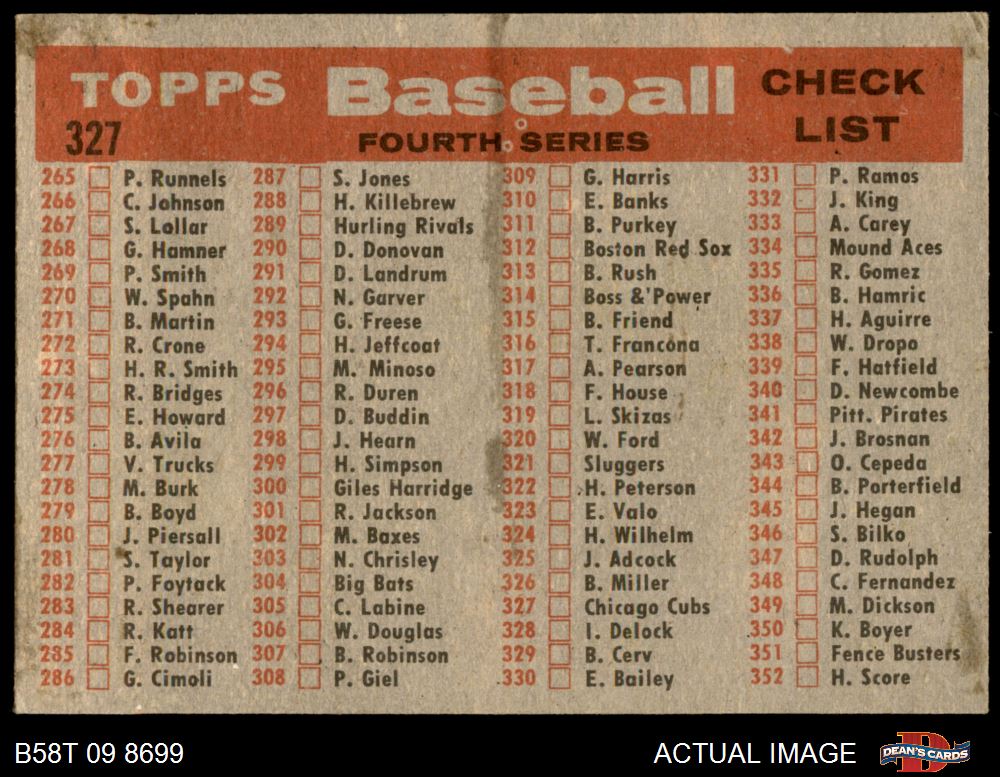 TOPPS Baseball CHECK LIST
327 FOURTH SERIES
265 P. Runnels
266 C. Johnson
267 S. Lollar
268 G. Hamner
269 P. Smith
270 W. Spahn
271 B. Martin
272 R. Crone
273 H. R. Smith
274 R. Bridges
275 E. Howard
276 B. Avila
277 V. Trucks
278 M. Burk
279 B. Boyd
280 J. Piersall
281 S. Taylor
282 P. Foytack
283 R. Shearer
284 R. Katt
285 F. Robinson
286 G. Cimoli
287 S. Jones
288 H. Killebrew
289 Hurling Rivals
290 D. Donovan
291 D. Landrum
292 N. Garver
293 G. Freese
294 H. Jeffcoat
295 M. Minoso
296 R. Duren
297 D. Buddin
298 J. Hearn
299 H. Simpson
300 Giles Harridge
301 R. Jackson
302 M. Baxes
303 N. Chrisley
304 Big Bats
305 C. Labine
306 W. Douglas
307 B. Robinson
308 P. Giel
309 G. Harris
310 E. Banks
311 B. Purkey
312 Boston Red Sox
313 B. Rush
314 Boss & Power
315 B. Friend
316 T. Francona
317 A. Pearson
318 F. House
319 L. Skizas
320 W. Ford
321 Sluggers
322 H. Peterson
323 E. Valo
324 H. Wilhelm
325 J. Adcock
326 B. Miller
327 Chicago Cubs
328 I. Delock
329 B. Cerv
330 E. Bailey
331 P. Ramos
332 J. King
333 A. Carey
334 Mound Aces
335 R. Gomez
336 B. Hamric
337 H. Aguirre
338 W. Dropo
339 F. Hatfield
340 D. Newcombe
341 Pitt. Pirates
342 J. Brosnan
343 O. Cepeda
344 B. Porterfield
345 J. Hegan
346 S. Bilko
347 D. Rudolph
348 C. Fernandez
349 M. Dickson
350 K. Boyer
351 Fence Busters
352 H. Score
B58T 09 8699 ACTUAL IMAGE DEAN'S CARDS